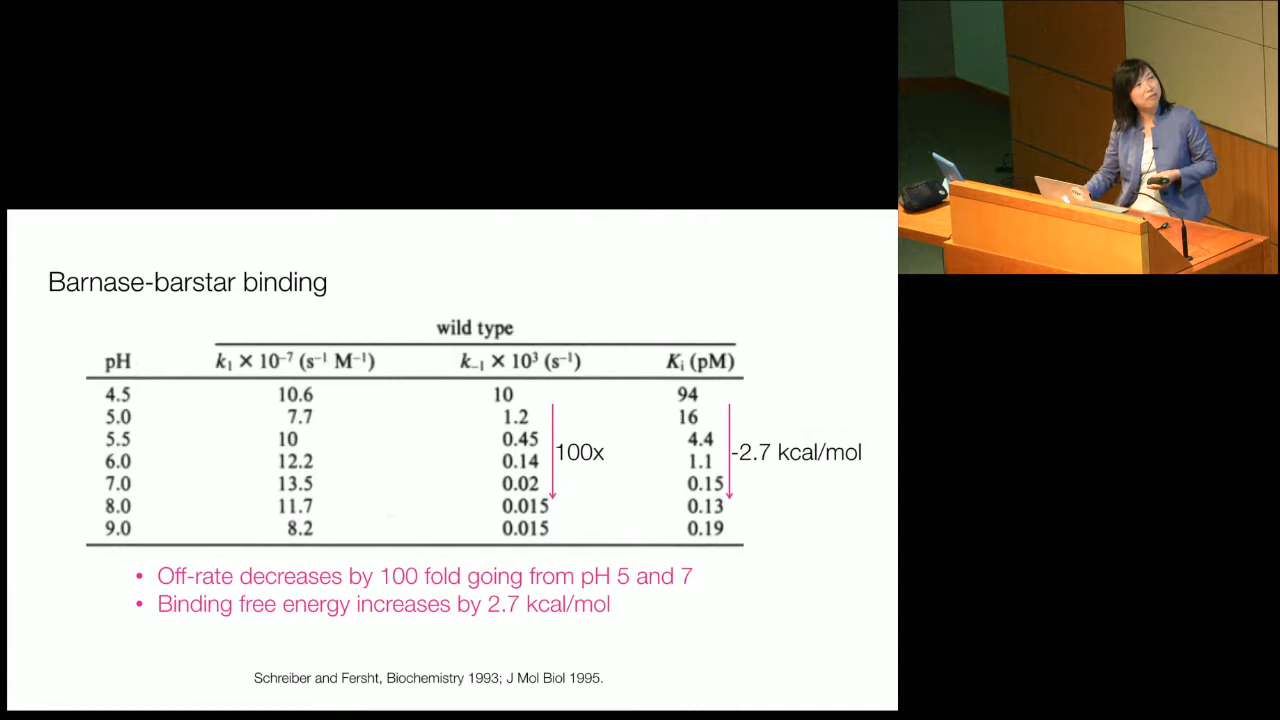 Barnase-barstar binding
wild type
pH k₁ × 10⁻⁷ (s⁻¹ M⁻¹) k₋₁ × 10³ (s⁻¹) Kᵢ (pM)
4.5 10.6 10 94
5.0 7.7 1.2 16
5.5 10 0.45 4.4
6.0 12.2 0.14 1.1
7.0 13.5 0.02 0.15
8.0 11.7 0.015 0.13
9.0 8.2 0.015 0.19
100x
-2.7 kcal/mol
• Off-rate decreases by 100 fold going from pH 5 and 7
• Binding free energy increases by 2.7 kcal/mol
Schreiber and Fersht, Biochemistry 1993; J Mol Biol 1995.